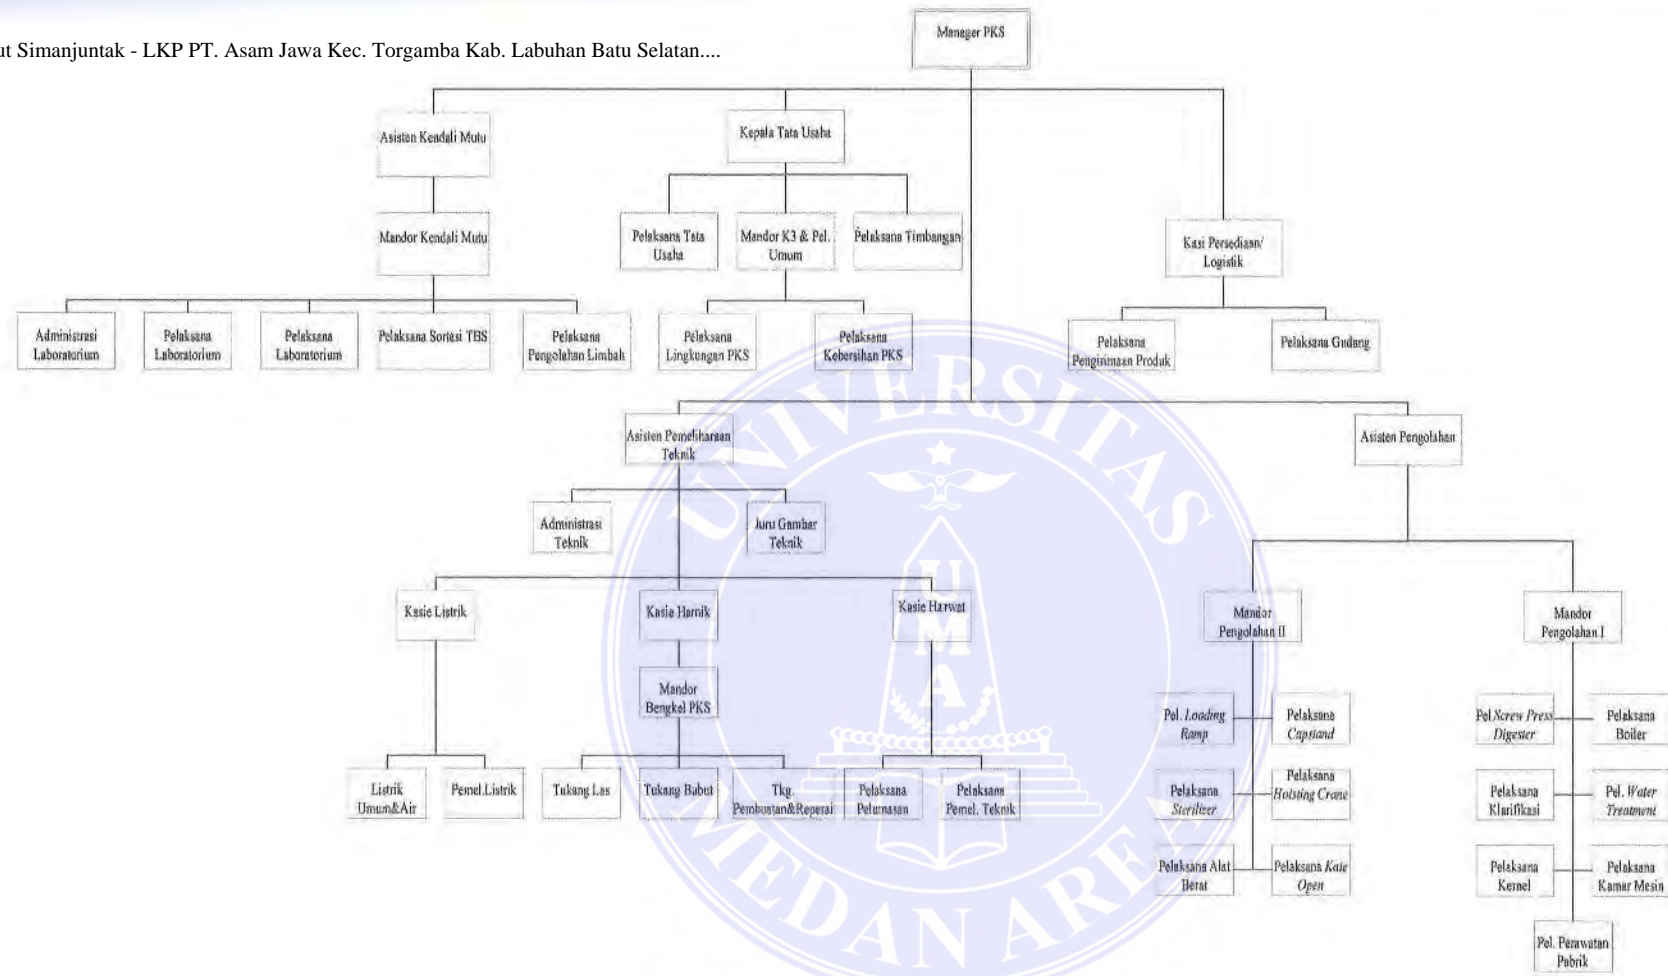 Manager PKS
ut Simanjuntak - LKP PT. Asam Jawa Kec. Torgamba Kab. Labuhan Batu Selatan....
Asisten Kendali Mutu
Kepala Tata Usaha
Mandor Kendali Mutu
Pelaksana Tata
Usaha
Mandor K3 & Pel.
Umum
Pelaksana Timbangan
Kasi Persediaan/
Logistik
Administrasi
Laboratorium
Pelaksana
Laboratorium
Pelaksana
Laboratorium
Pelaksana Sortasi TBS
Pelaksana
Pengolahan Limbah
Pelaksana
Lingkungan PKS
Pelaksana
Kebersihan PKS
Pelaksana
Pengirimaan Produk
Pelaksana Gudang
Asisten Pemeliharaan
Teknik
Asisten Pengolahan
Administrasi
Teknik
Juru Gambar
Teknik
Kasie Listrik
Kasie Harnik
Kasie Harwat
Mandor
Pengolahan II
Mandor
Pengolahan I
Mandor
Bengkel PKS
Pel. Loading
Ramp
Pelaksana
Capstand
Pel.Screw Press
Digester
Pelaksana
Boiler
Listrik
Umum&Air
Pemel.Listrik
Tukang Las
Tukang Bubut
Tkg.
Pembuatan&Reperai
Pelaksana
Pelumasan
Pelaksana
Pemel. Teknik
Pelaksana
Sterilizer
Pelaksana
Hoisting Crane
Pelaksana
Klarifikasi
Pel. Water
Treatment
Pelaksana Alat
Berat
Pelaksana Kaie
Open
Pelaksana
Kernel
Pelaksana
Kamar Mesin
Pel. Perawatan
Pabrik
UNIVERSITAS
UMA
MEDAN AREA